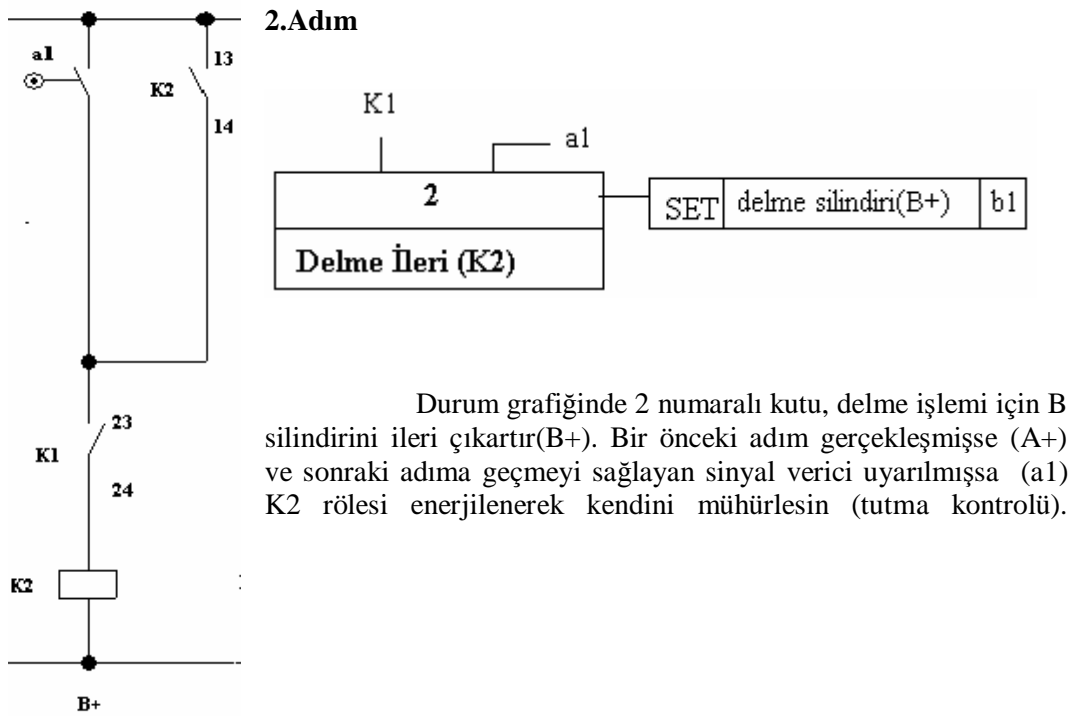 2.Adım
a1
13
K2
14
K1
a1
2
SET delme silindiri(B+) b1
Delme İleri (K2)
Durum grafiğinde 2 numaralı kutu, delme işlemi için B
silindirini ileri çıkartır(B+). Bir önceki adım gerçekleşmişse (A+)
ve sonraki adıma geçmeyi sağlayan sinyal verici uyarılmışsa (a1)
K2 rölesi enerjilenerek kendini mühürlesin (tutma kontrolü).
23
K1
24
K2
B+